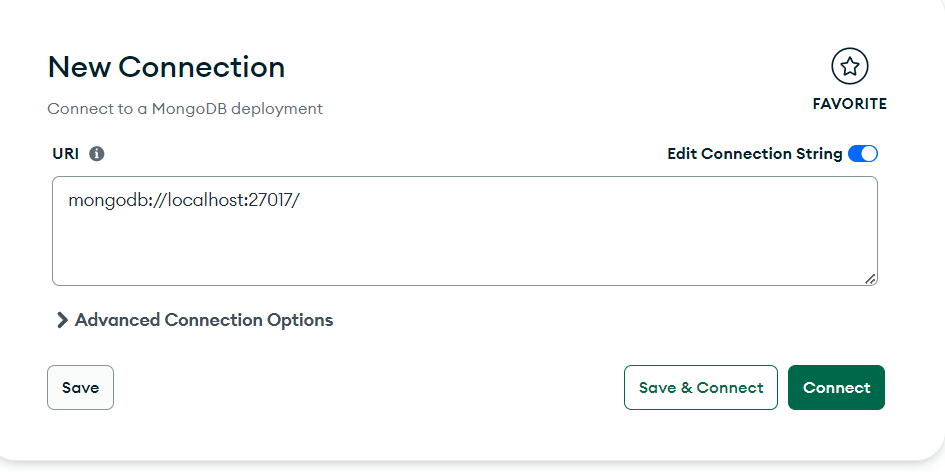 New Connection
FAVORITE
Connect to a MongoDB deployment
URI
Edit Connection String
mongodb://localhost:27017/
Advanced Connection Options
Save
Save & Connect
Connect